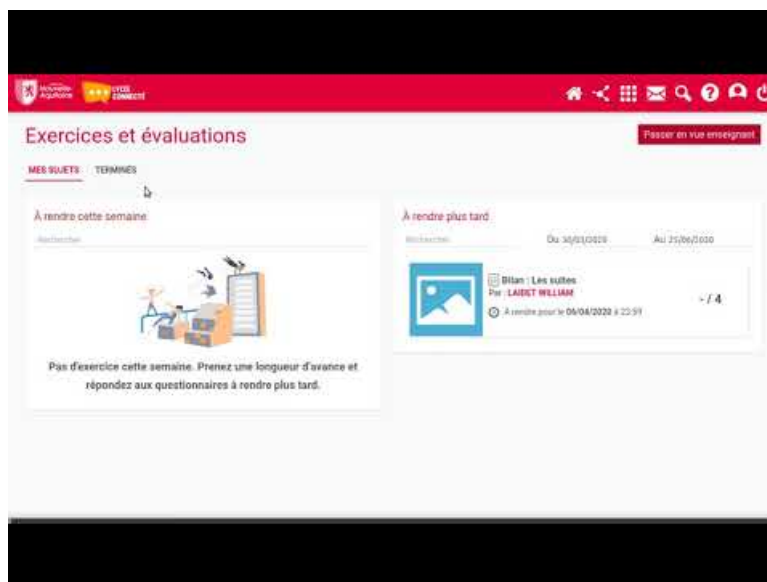 Nouvelle-Aquitaine
LYCÉE CONNECTÉ
Exercices et évaluations
Passer en vue enseignant
MES SUJETS
TERMINÉS
À rendre cette semaine
Rechercher
Pas d'exercice cette semaine. Prenez une longueur d'avance et
répondez aux questionnaires à rendre plus tard.
À rendre plus tard
Rechercher
Du 30/03/2020
Au 25/06/2020
Bilan : Les suites
Par : LAIDET WILLIAM
À rendre pour le 06/04/2020 à 23:59
- / 4